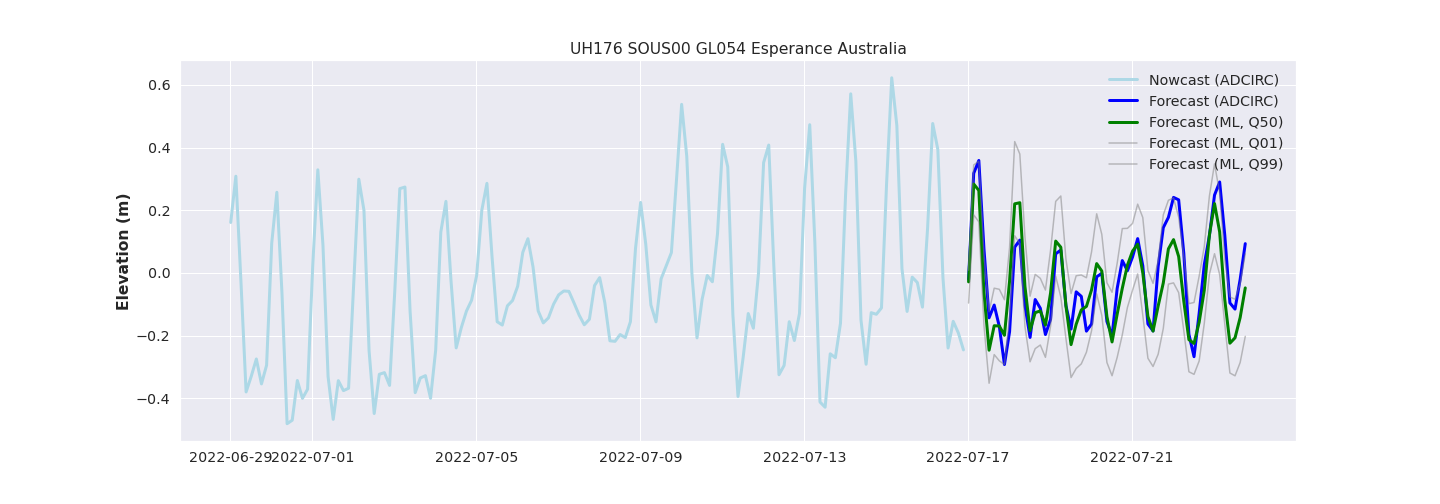 UH176 SOUS00 GL054 Esperance Australia
Nowcast (ADCIRC)
Forecast (ADCIRC)
Forecast (ML, Q50)
Forecast (ML, Q01)
Forecast (ML, Q99)
Elevation (m)
0.6
0.4
0.2
0.0
−0.2
−0.4
2022-06-29 2022-07-01 2022-07-05 2022-07-09 2022-07-13 2022-07-17 2022-07-21